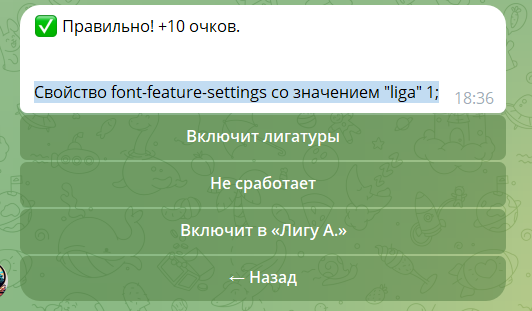 ✅ Правильно! +10 очков.
Свойство font-feature-settings со значением "liga" 1;
18:36
Включит лигатуры
Не сработает
Включит в «Лигу А.»
← Назад